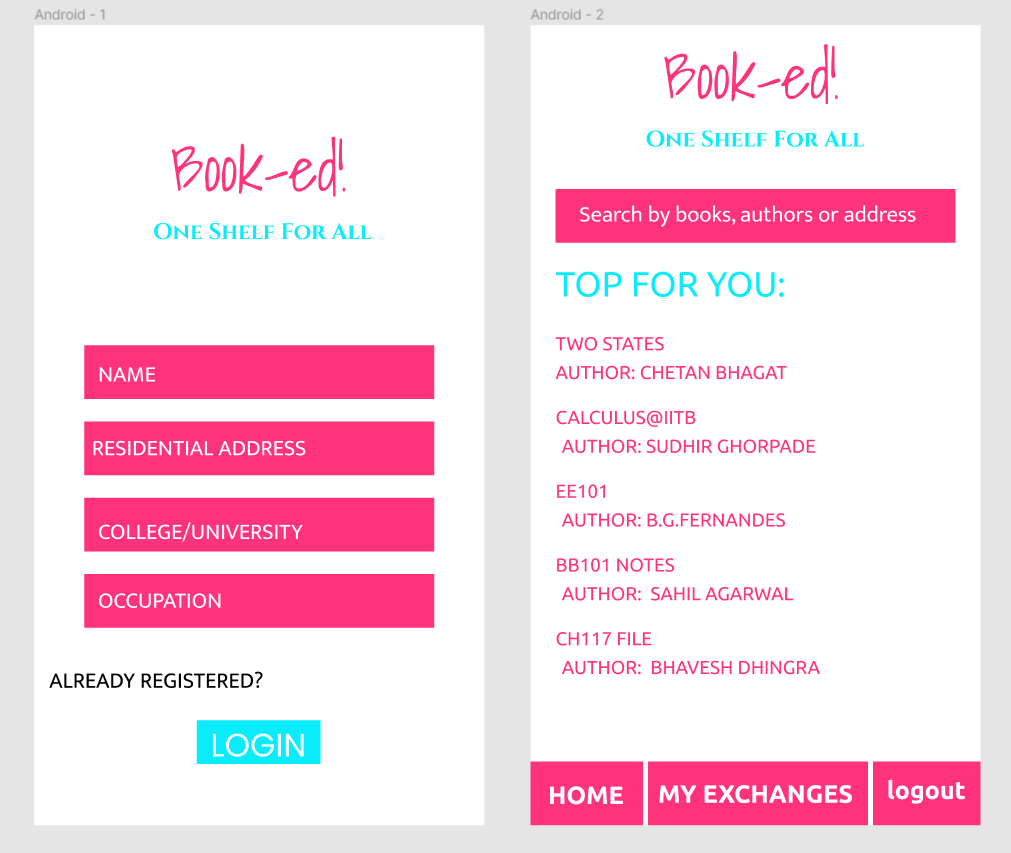 Android - 1
Book-ed!
ONE SHELF FOR ALL
NAME
RESIDENTIAL ADDRESS
COLLEGE/UNIVERSITY
OCCUPATION
ALREADY REGISTERED?
LOGIN
Android - 2
Book-ed!
ONE SHELF FOR ALL
Search by books, authors or address
TOP FOR YOU:
TWO STATES
AUTHOR: CHETAN BHAGAT
CALCULUS@IITB
AUTHOR: SUDHIR GHORPADE
EE101
AUTHOR: B.G.FERNANDES
BB101 NOTES
AUTHOR: SAHIL AGARWAL
CH117 FILE
AUTHOR: BHAVESH DHINGRA
HOME MY EXCHANGES logout